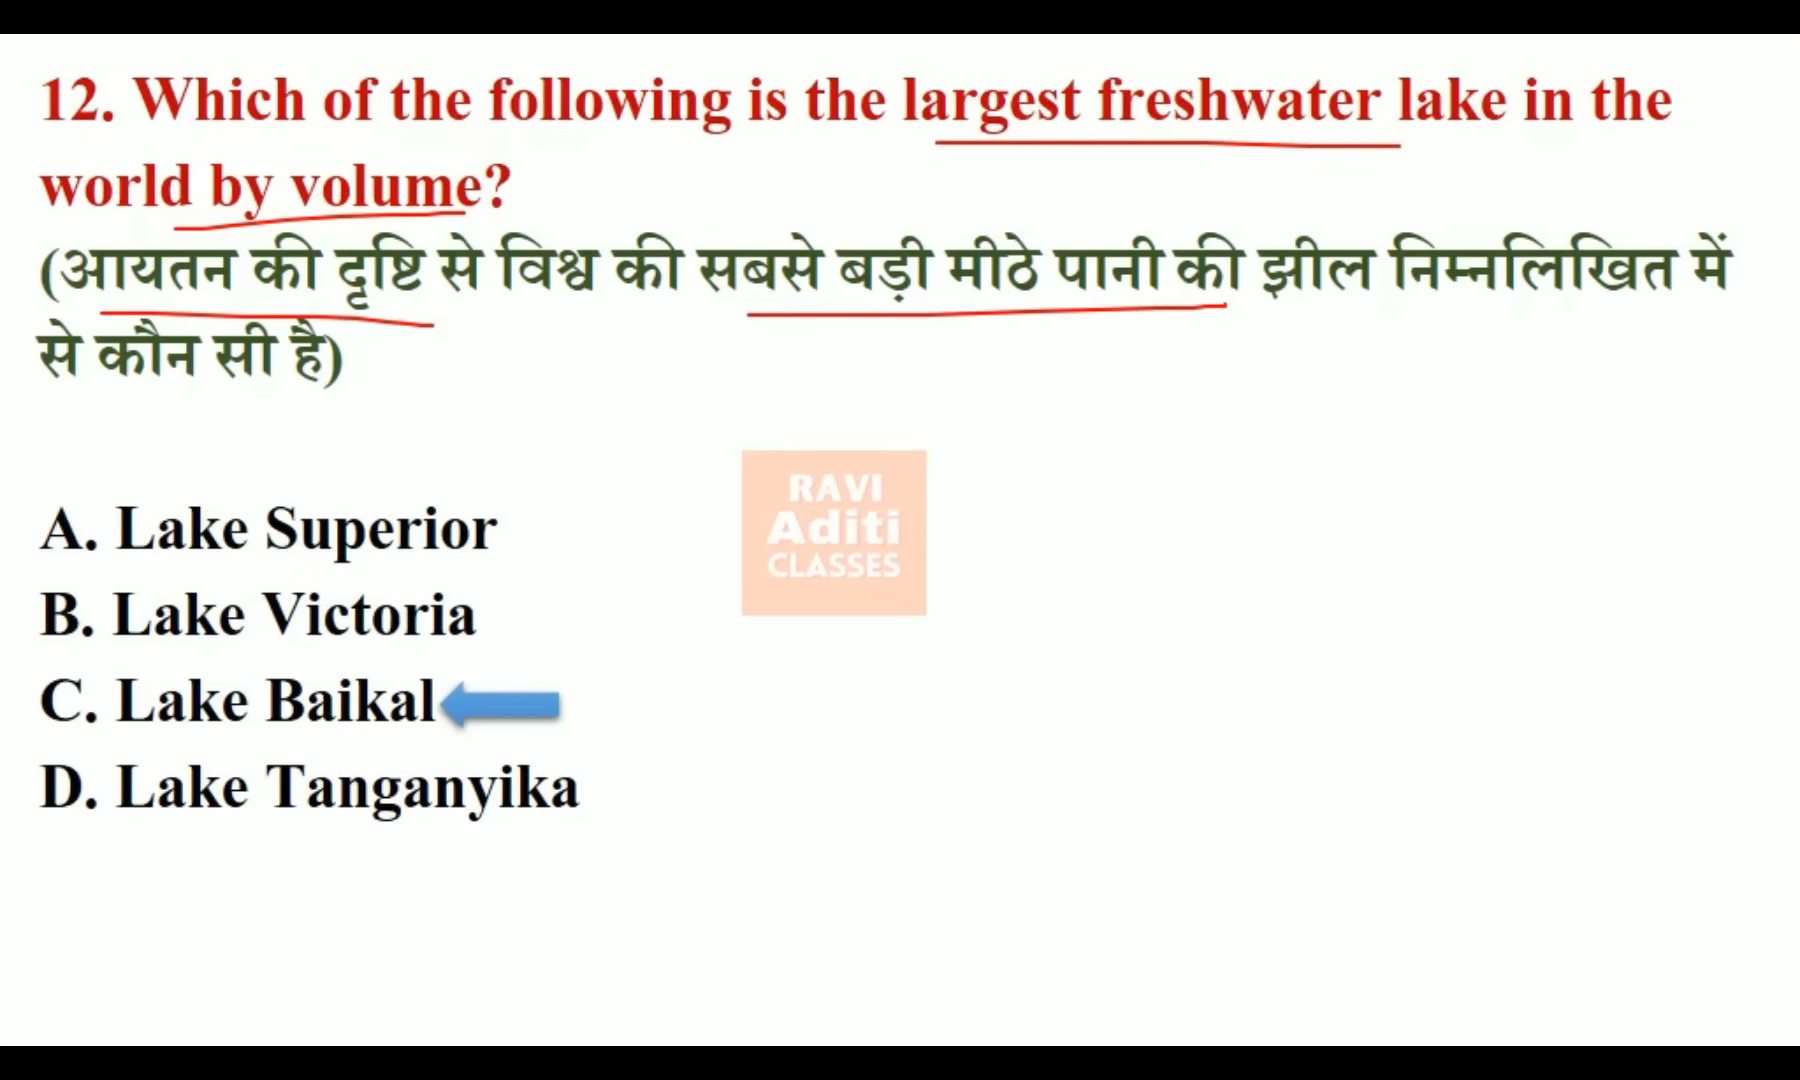 12. Which of the following is the largest freshwater lake in the
world by volume?
(आयतन की दृष्टि से विश्व की सबसे बड़ी मीठे पानी की झील निम्नलिखित में
से कौन सी है)
A. Lake Superior
B. Lake Victoria
C. Lake Baikal
D. Lake Tanganyika
RAVI
Aditi
CLASSES